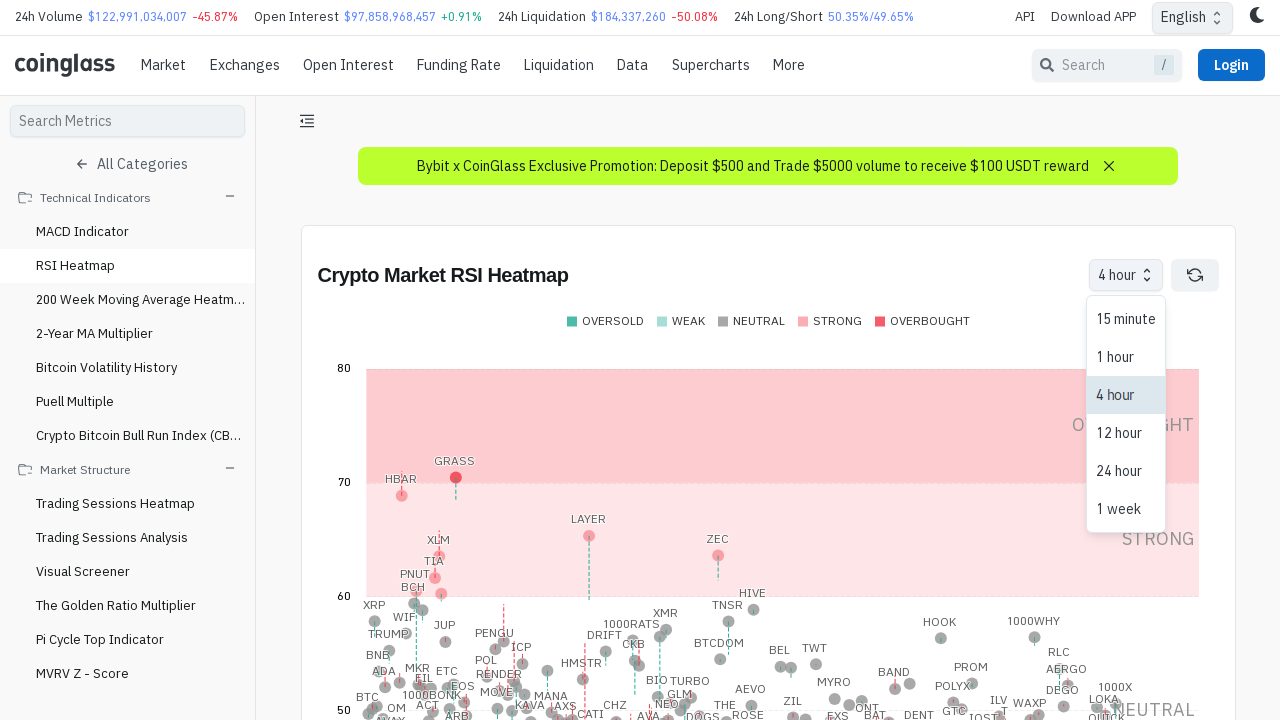 24h Volume $122,991,034,007 -45.87% Open Interest $97,858,968,457 +0.91% 24h Liquidation $184,337,260 -50.08% 24h Long/Short 50.35%/49.65% API Download APP English
coinglass Market Exchanges Open Interest Funding Rate Liquidation Data Supercharts More Search / Login
Search Metrics
All Categories
Technical Indicators
MACD Indicator
RSI Heatmap
200 Week Moving Average Heatm...
2-Year MA Multiplier
Bitcoin Volatility History
Puell Multiple
Crypto Bitcoin Bull Run Index (CB...
Market Structure
Trading Sessions Heatmap
Trading Sessions Analysis
Visual Screener
The Golden Ratio Multiplier
Pi Cycle Top Indicator
MVRV Z - Score
Bybit x CoinGlass Exclusive Promotion: Deposit $500 and Trade $5000 volume to receive $100 USDT reward
Crypto Market RSI Heatmap
4 hour
15 minute
1 hour
4 hour
12 hour
24 hour
1 week
OVERSOLD WEAK NEUTRAL STRONG OVERBOUGHT
80
70
GRASS
HBAR
LAYER
STRONG
XLM
ZEC
TIA
PNUT
BCH
60
HIVE
XRP
TNSR
XMR
WIF
HOOK
1000WHY
JUP
1000RATS
TRUMP
PENGU
DRIFT
CKB
BTCDOM
ICP
BEL
TWT
RLC
BNB
POL
HMSTR
ADA
MKR
ETC
RENDER
BAND
PROM
AERGO
FIL
BIO
TURBO
MYRO
EOS
POLYX
DEGO
1000X
BTC
1000BONK
MOVE
MANA
GLM
AEVO
ZIL
ILV
WAXP
LOKA
ACT
OM
KAVA
AXS
CHZ
NEO
THE
ONT
GTC
50
NEUTRAL
ARB
CATI
AVA
ROSE
BAT
DENT